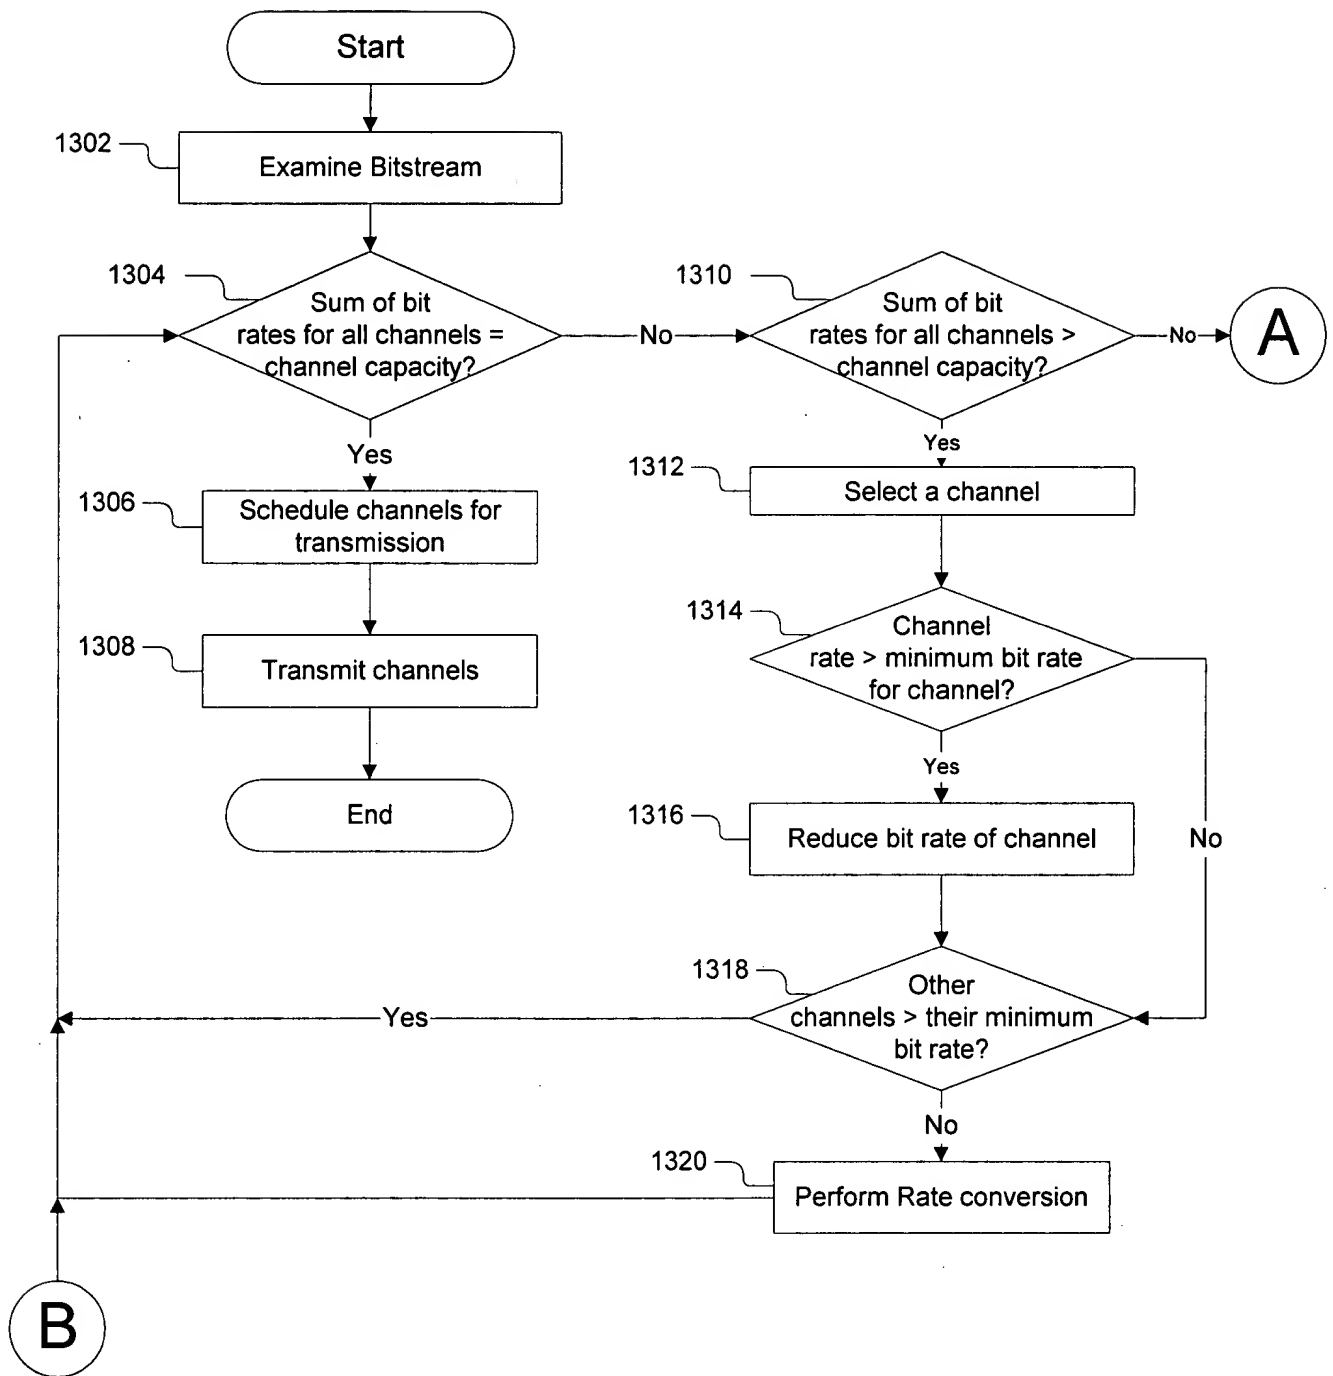 Start
1302
Examine Bitstream
1304
Sum of bit
rates for all channels =
channel capacity?
No
1310
Sum of bit
rates for all channels >
channel capacity?
No
A
Yes
1306
Schedule channels for
transmission
1308
Transmit channels
End
Yes
1312
Select a channel
1314
Channel
rate > minimum bit rate
for channel?
Yes
No
1316
Reduce bit rate of channel
1318
Other
channels > their minimum
bit rate?
Yes
No
1320
Perform Rate conversion
B